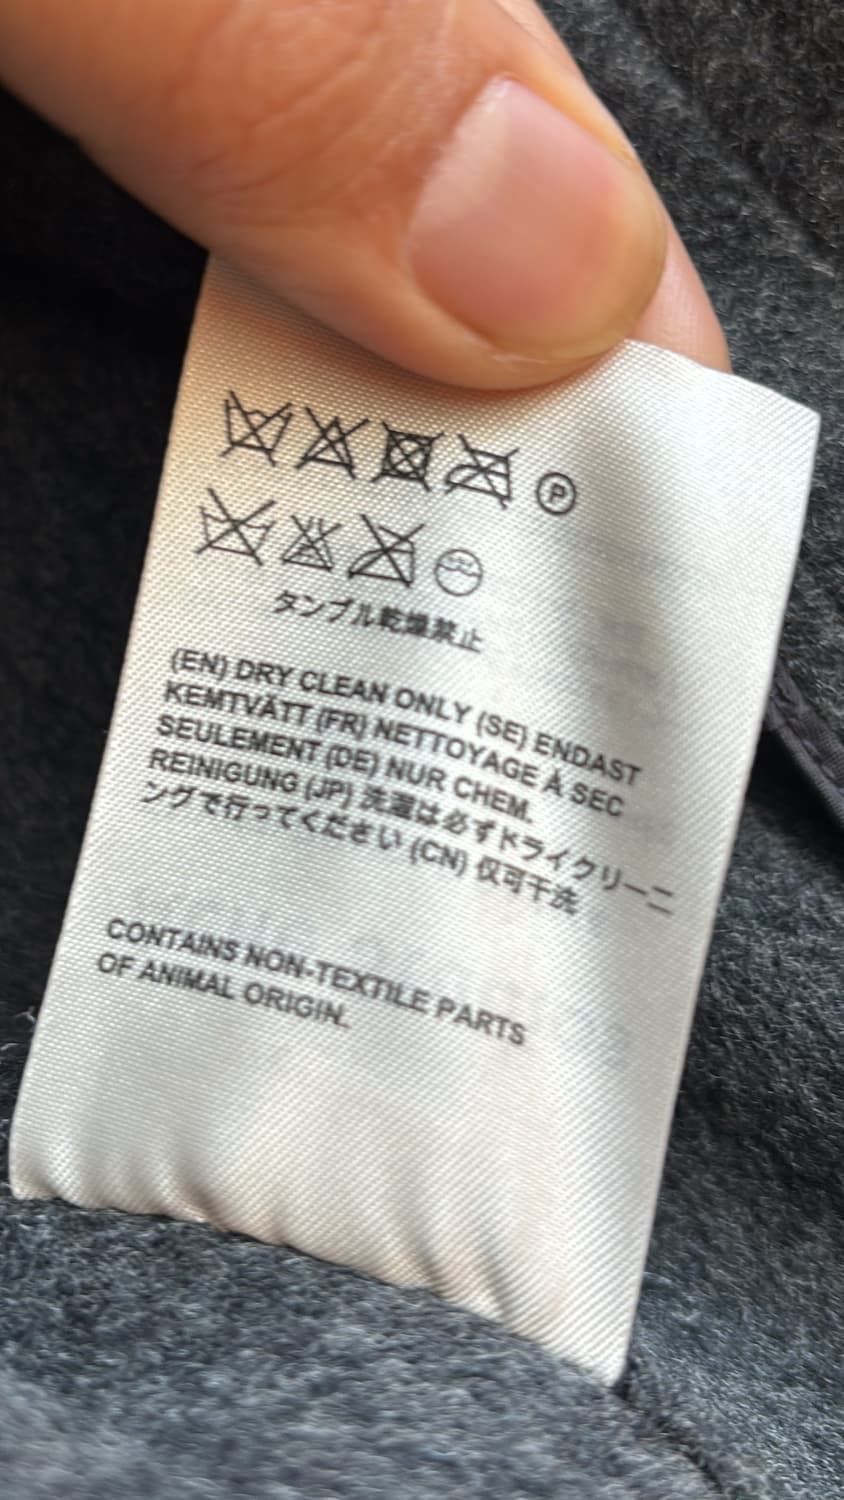 P
タンブル乾燥禁止
(EN) DRY CLEAN ONLY (SE) ENDAST
KEMTVÄTT (FR) NETTOYAGE À SEC
SEULEMENT (DE) NUR CHEM.
REINIGUNG (JP) 洗濯は必ずドライクリーニ
ングで行ってください (CN) 仅可干洗
CONTAINS NON-TEXTILE PARTS
OF ANIMAL ORIGIN.